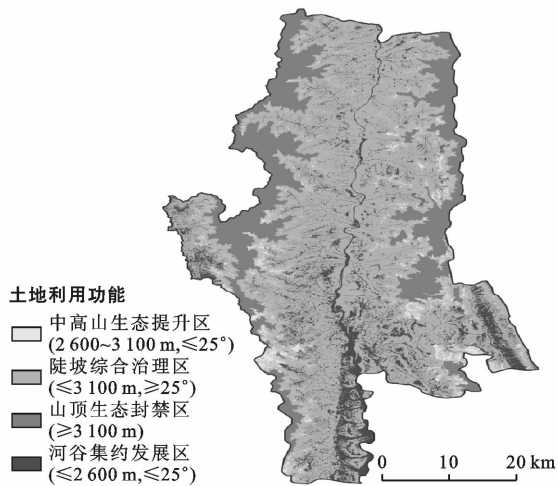 土地利用功能
中高山生态提升区
(2 600~3 100 m,≤25°)
陡坡综合治理区
(≤3 100 m,≥25°)
山顶生态封禁区
(≥3 100 m)
河谷集约发展区
(≤2 600 m,≤25°)
0 10 20 km